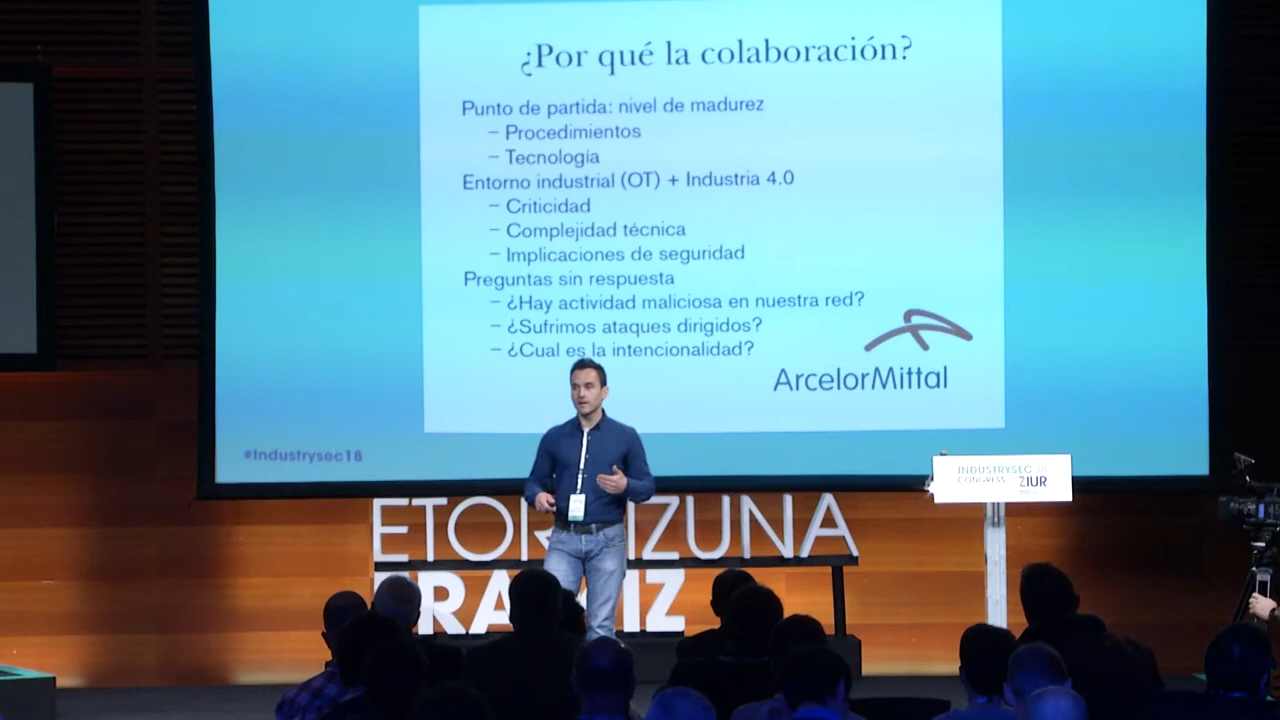 ¿Por qué la colaboración?
Punto de partida: nivel de madurez
– Procedimientos
– Tecnología
Entorno industrial (OT) + Industria 4.0
– Criticidad
– Complejidad técnica
– Implicaciones de seguridad
Preguntas sin respuesta
– ¿Hay actividad maliciosa en nuestra red?
– ¿Sufrimos ataques dirigidos?
– ¿Cual es la intencionalidad?
ArcelorMittal
#Industrysec18
INDUSTRYSEC 18
CONGRESS
ZIUR